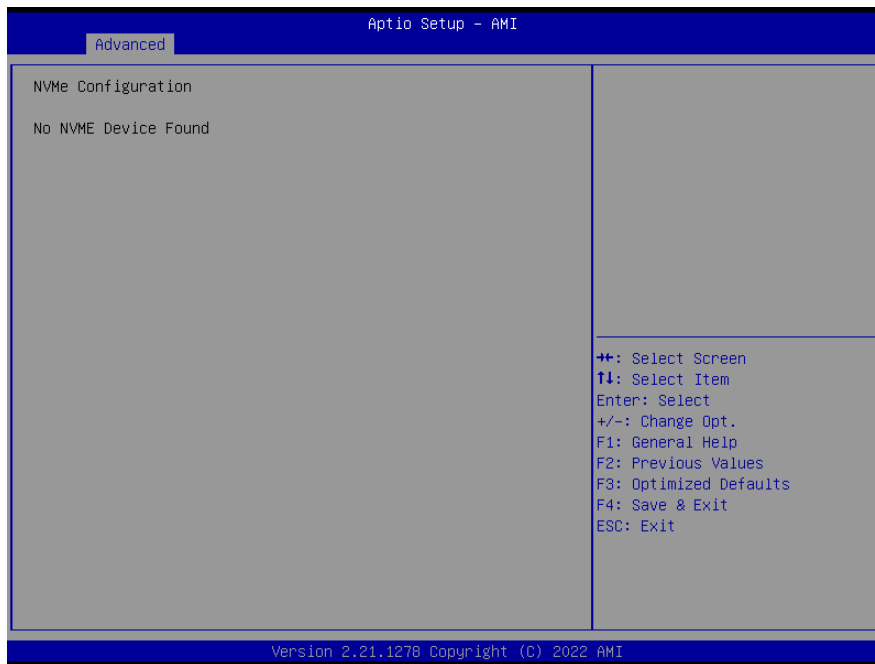 Aptio Setup – AMI
Advanced
NVMe Configuration
No NVME Device Found
→←: Select Screen
↑↓: Select Item
Enter: Select
+/-: Change Opt.
F1: General Help
F2: Previous Values
F3: Optimized Defaults
F4: Save & Exit
ESC: Exit
Version 2.21.1278 Copyright (C) 2022 AMI